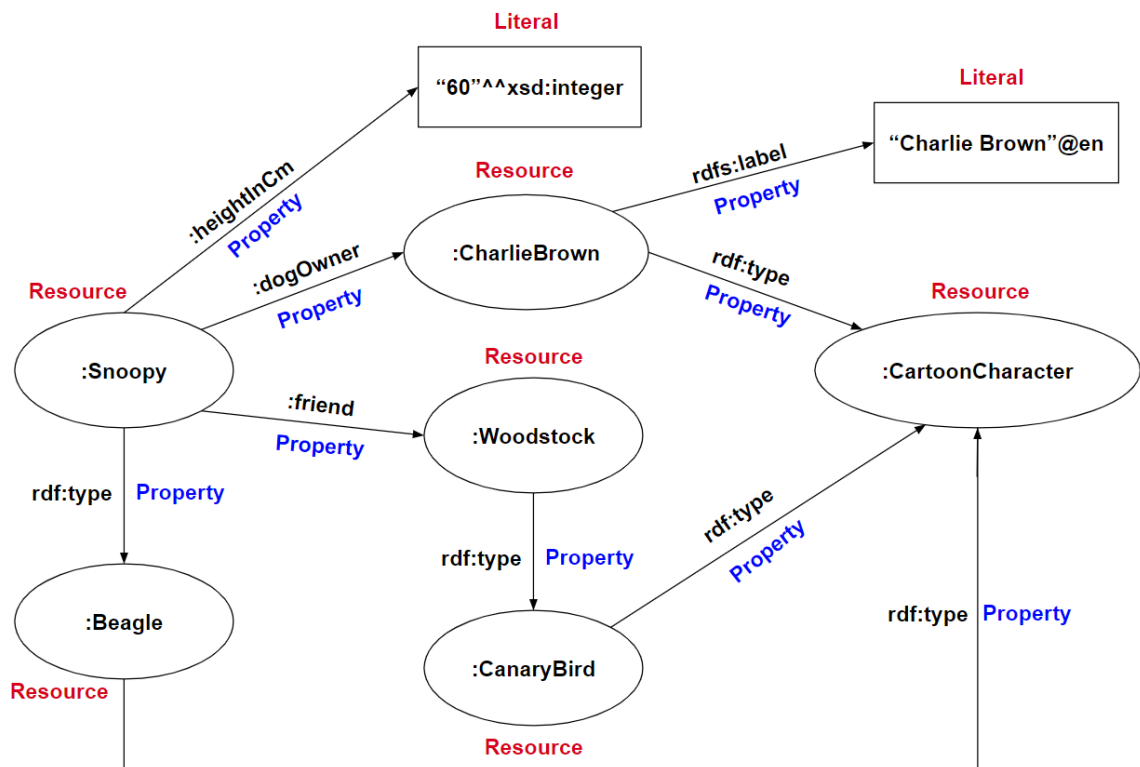 Literal
“60”^^xsd:integer
Literal
“Charlie Brown”@en
:heightInCm
Property
rdfs:label
Property
Resource
:CharlieBrown
:dogOwner
Property
rdf:type
Property
Resource
:Snoopy
Resource
:CartoonCharacter
:friend
Property
Resource
:Woodstock
rdf:type
Property
rdf:type
Property
rdf:type
Property
:Beagle
Resource
:CanaryBird
Resource
rdf:type
Property